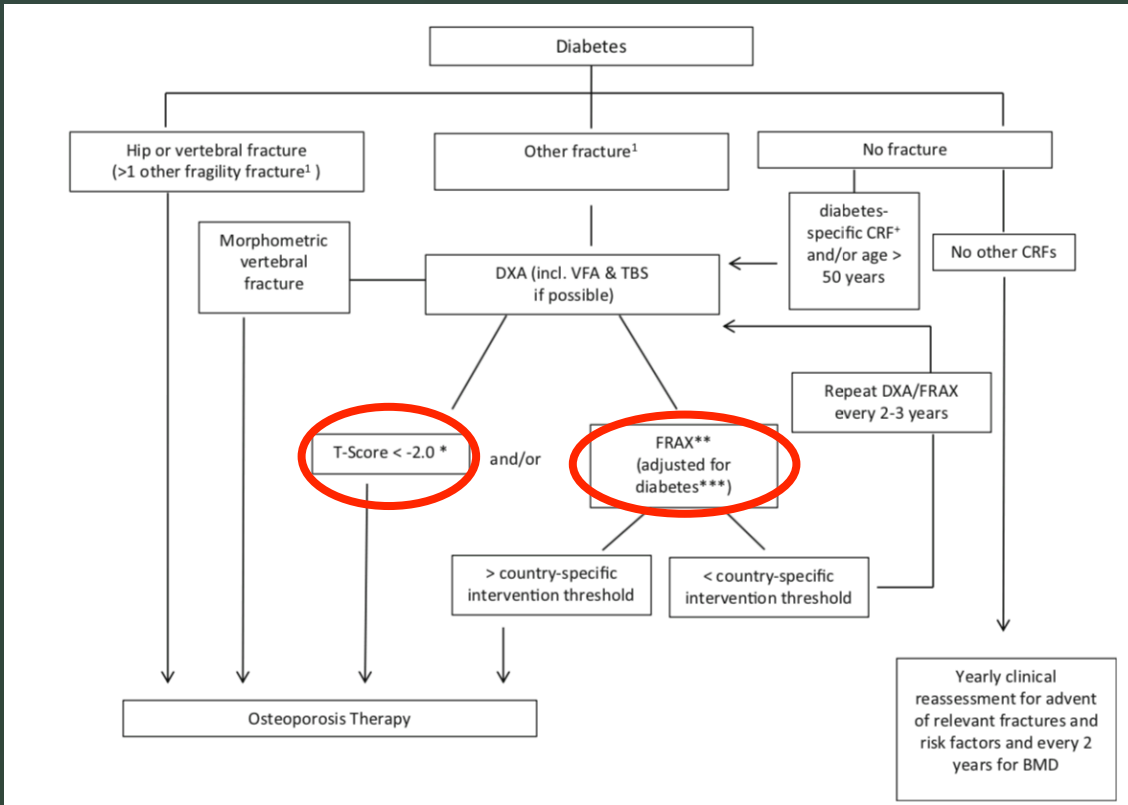 Diabetes
Hip or vertebral fracture
(>1 other fragility fracture¹ )
Other fracture¹
No fracture
diabetes-
specific CRF⁺
and/or age >
50 years
No other CRFs
Morphometric
vertebral
fracture
DXA (incl. VFA & TBS
if possible)
Repeat DXA/FRAX
every 2-3 years
T-Score < -2.0 *
and/or
FRAX**
(adjusted for
diabetes***)
> country-specific
intervention threshold
< country-specific
intervention threshold
Osteoporosis Therapy
Yearly clinical
reassessment for advent
of relevant fractures and
risk factors and every 2
years for BMD